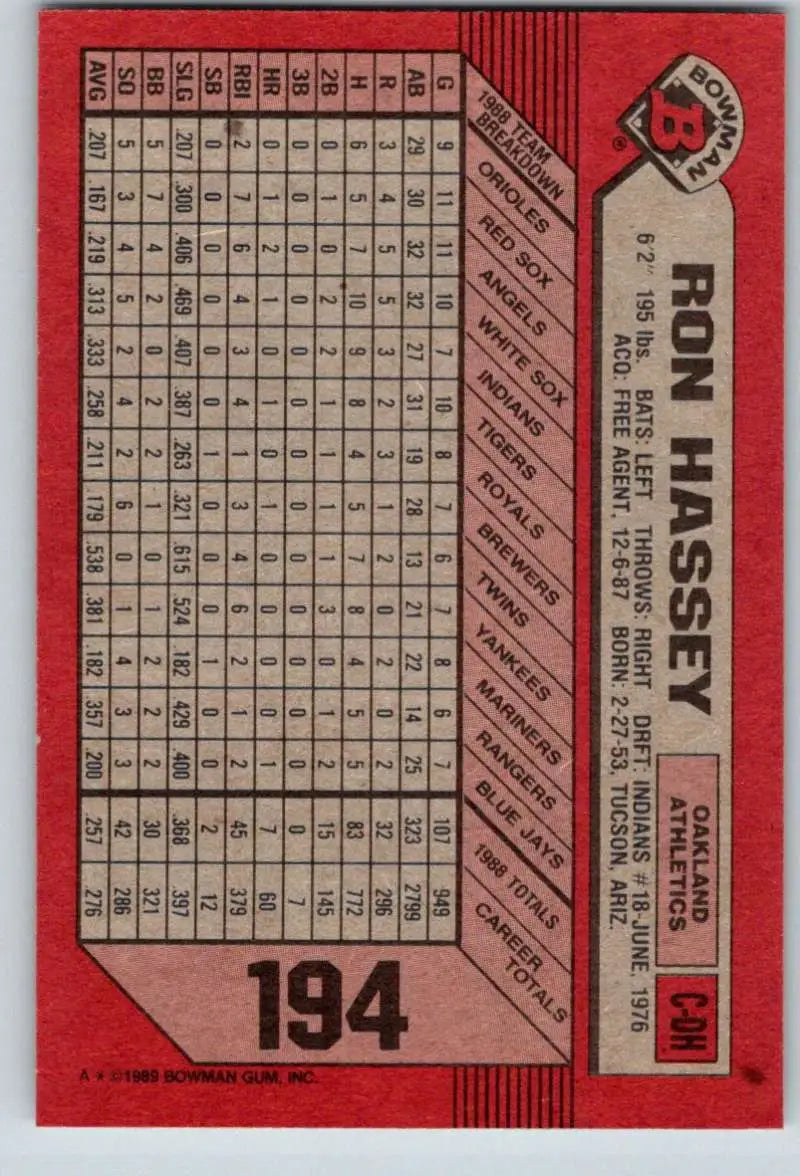 BOWMAN
B
®
RON HASSEY
OAKLAND
ATHLETICS
C-DH
6'2" 195 lbs. BATS: LEFT THROWS: RIGHT DRFT: INDIANS #18-JUNE, 1976
ACQ: FREE AGENT, 12-6-87 BORN: 2-27-53, TUCSON, ARIZ.
1988 TEAM
BREAKDOWN
ORIOLES
RED SOX
ANGELS
WHITE SOX
INDIANS
TIGERS
ROYALS
BREWERS
TWINS
YANKEES
MARINERS
RANGERS
BLUE JAYS
1988 TOTALS
CAREER
TOTALS
G 9 11 11 10 7 10 8 7 6 7 8 6 7 107 949
AB 29 30 32 32 27 31 19 28 13 21 22 14 25 323 2799
R 3 4 5 5 3 2 3 1 2 0 2 0 2 32 296
H 6 5 7 10 9 8 4 5 7 8 4 5 5 83 772
2B 0 1 0 2 2 1 1 1 1 3 0 1 2 15 145
3B 0 0 0 0 0 0 0 0 0 0 0 0 0 0 7
HR 0 1 2 1 0 1 0 1 0 0 0 0 1 7 60
RBI 2 7 6 4 3 4 1 3 4 6 2 1 2 45 379
SB 0 0 0 0 0 0 1 0 0 0 1 0 0 2 12
SLG .207 .300 .406 .469 .407 .387 .263 .321 .615 .524 .182 .429 .400 .368 .397
BB 5 7 4 2 0 2 2 1 0 1 2 2 2 30 321
SO 5 3 4 5 2 4 2 6 0 1 4 3 3 42 286
AVG .207 .167 .219 .313 .333 .258 .211 .179 .538 .381 .182 .357 .200 .257 .276
194
A * ©1989 BOWMAN GUM, INC.